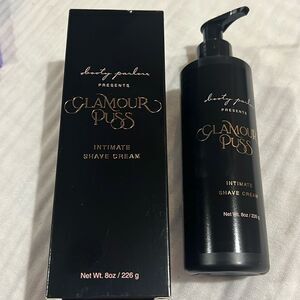 booty parlor
PRESENTS
GLAMOUR
PUSS
INTIMATE
SHAVE CREAM
Net Wt. 8oz / 226 g
booty parlor
PRESENTS
GLAMOUR
PUSS
INTIMATE
SHAVE CREAM
Net Wt. 8oz / 226 g